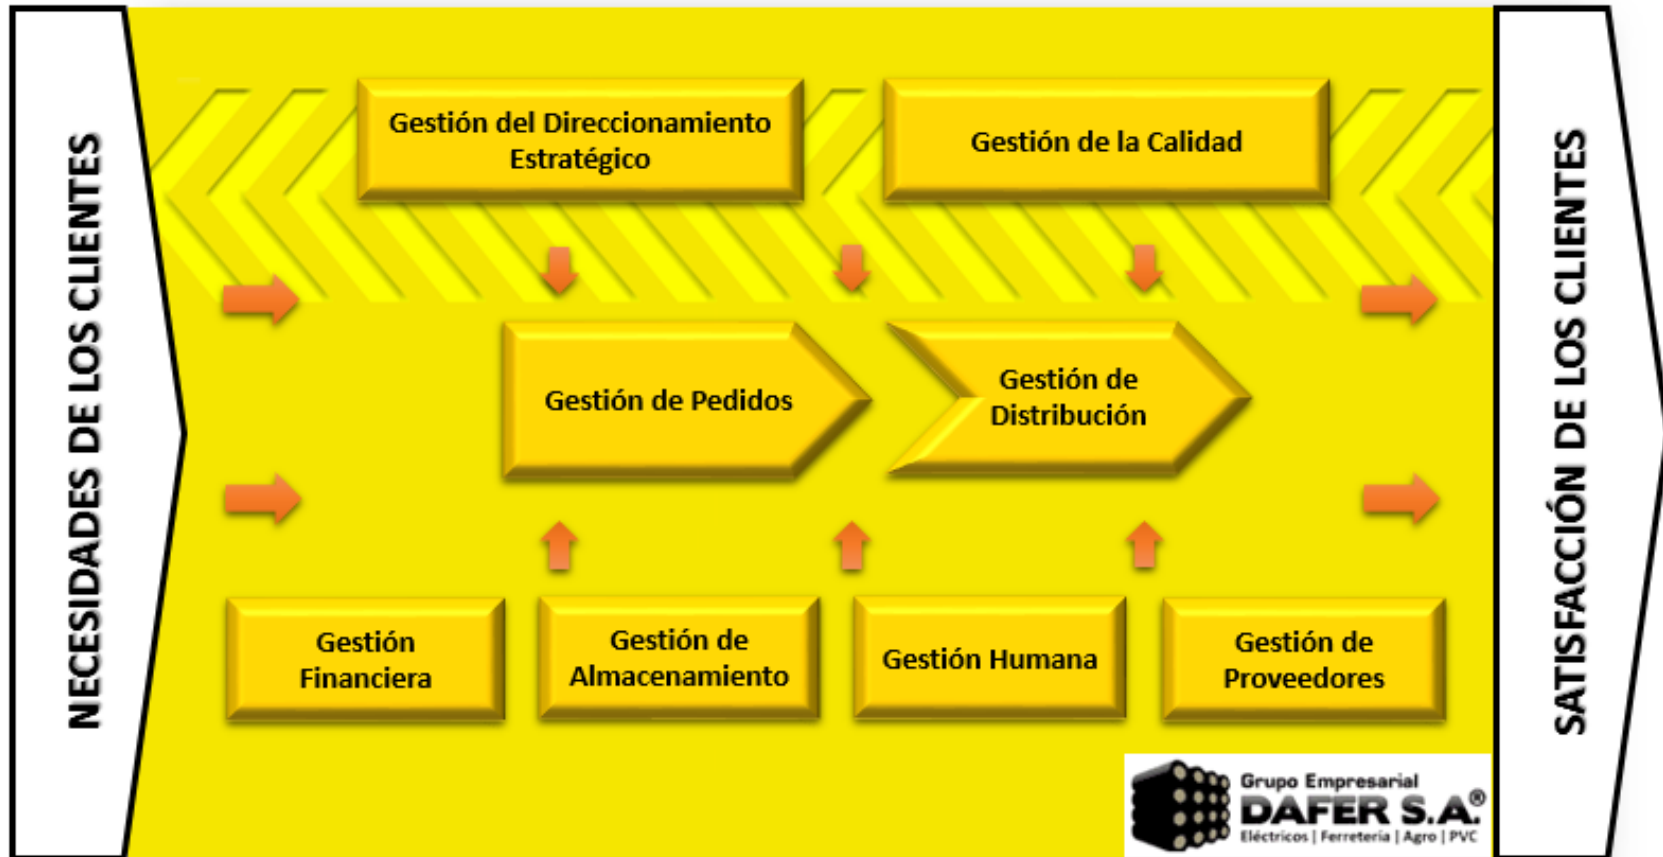 NECESIDADES DE LOS CLIENTES
Gestión del Direccionamiento
Estratégico
Gestión de la Calidad
Gestión de Pedidos
Gestión de
Distribución
Gestión
Financiera
Gestión de
Almacenamiento
Gestión Humana
Gestión de
Proveedores
SATISFACCIÓN DE LOS CLIENTES
Grupo Empresarial
DAFER S.A.®
Eléctricos | Ferretería | Agro | PVC